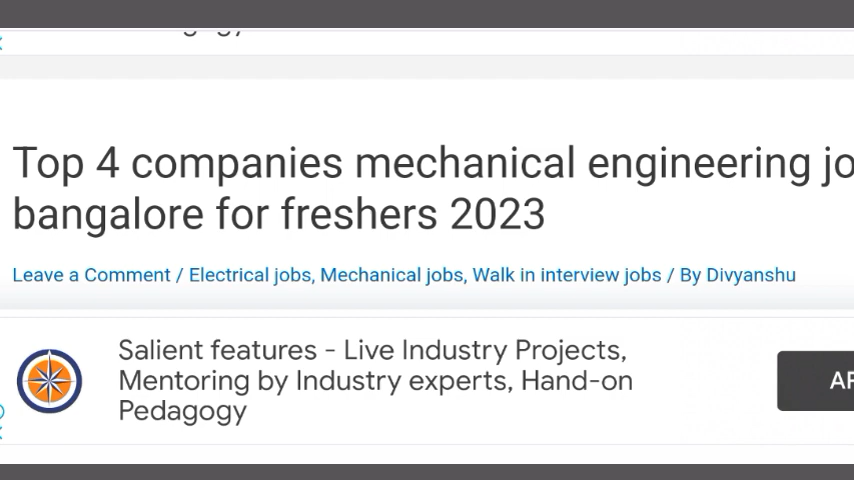 Top 4 companies mechanical engineering jo
bangalore for freshers 2023
Leave a Comment / Electrical jobs, Mechanical jobs, Walk in interview jobs / By Divyanshu
Salient features - Live Industry Projects,
Mentoring by Industry experts, Hand-on
Pedagogy